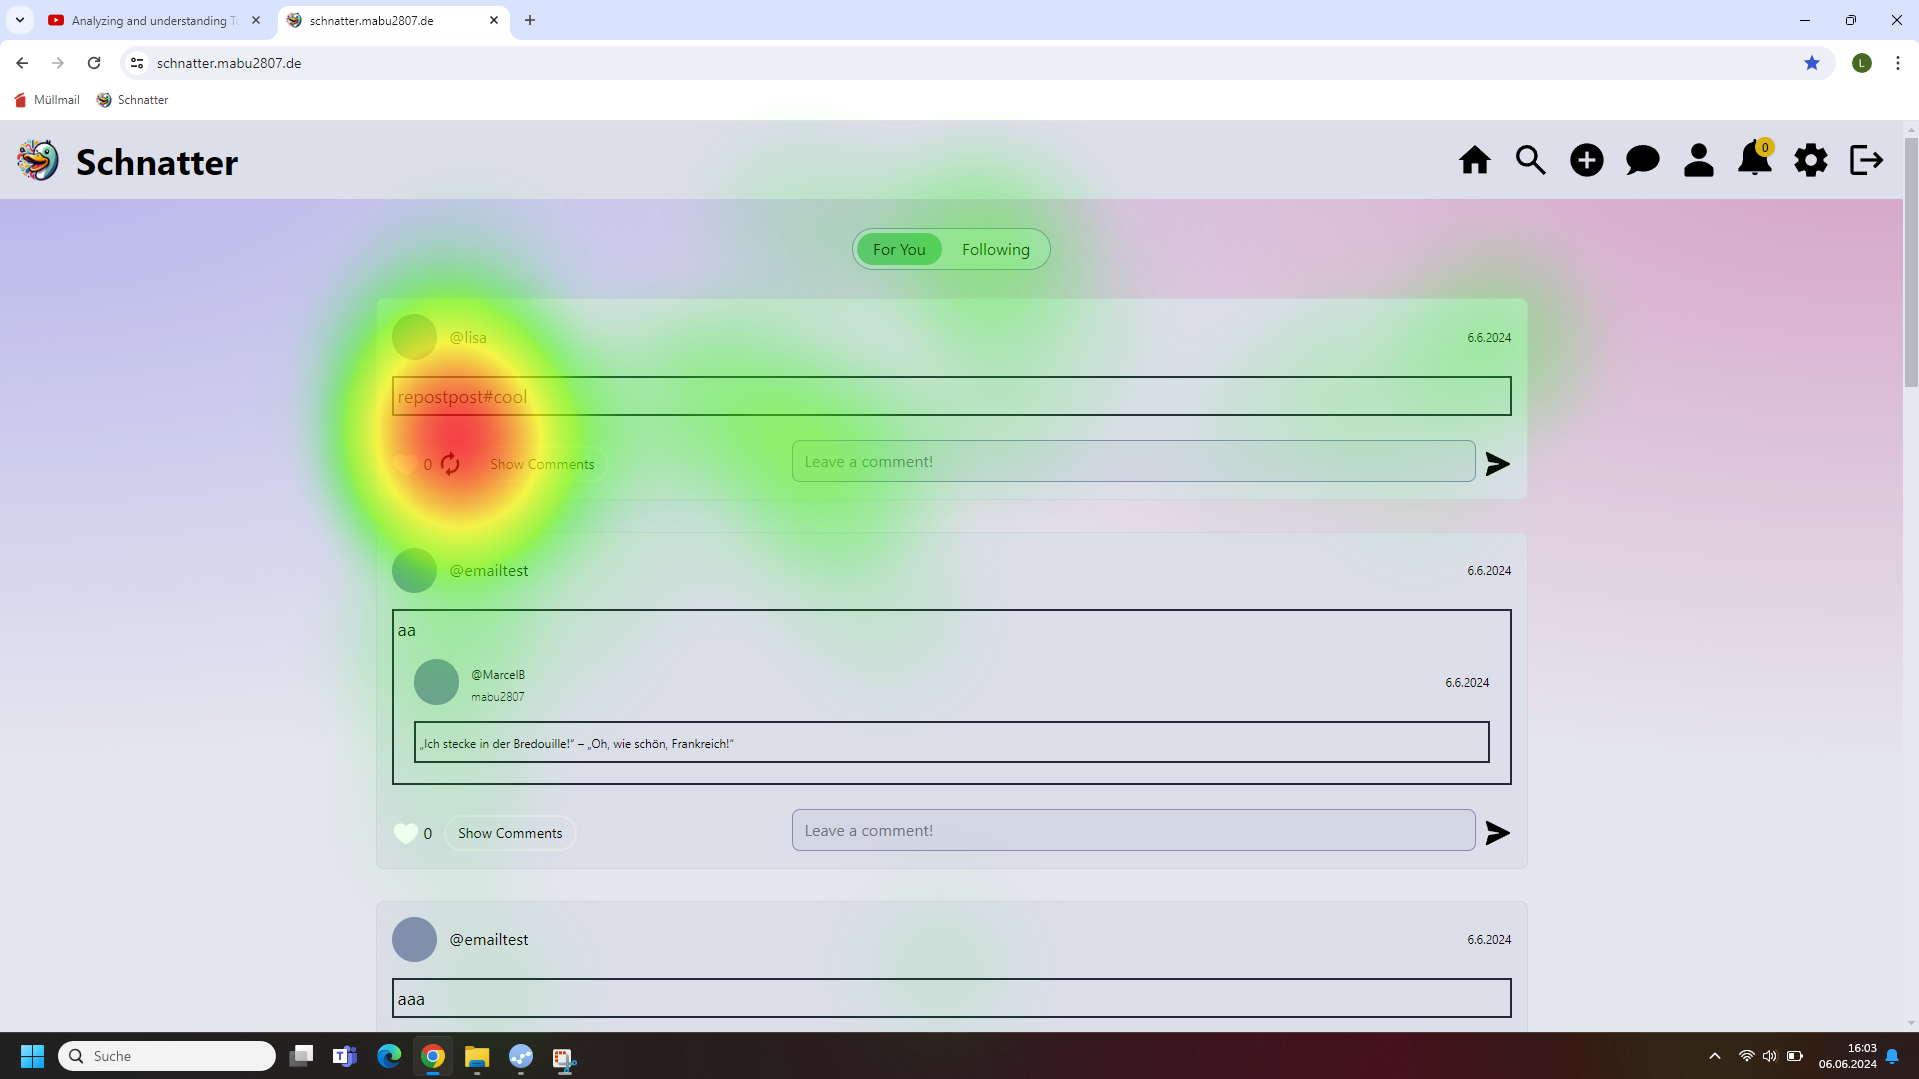 Analyzing and understanding To
schnatter.mabu2807.de
schnatter.mabu2807.de
L
Müllmail
Schnatter
Schnatter
0
For You
Following
@lisa
6.6.2024
repostpost#cool
0
Show Comments
Leave a comment!
@emailtest
6.6.2024
aa
@MarcelB
mabu2807
6.6.2024
„Ich stecke in der Bredouille!“ – „Oh, wie schön, Frankreich!“
0
Show Comments
Leave a comment!
@emailtest
6.6.2024
aaa
Suche
16:03
06.06.2024